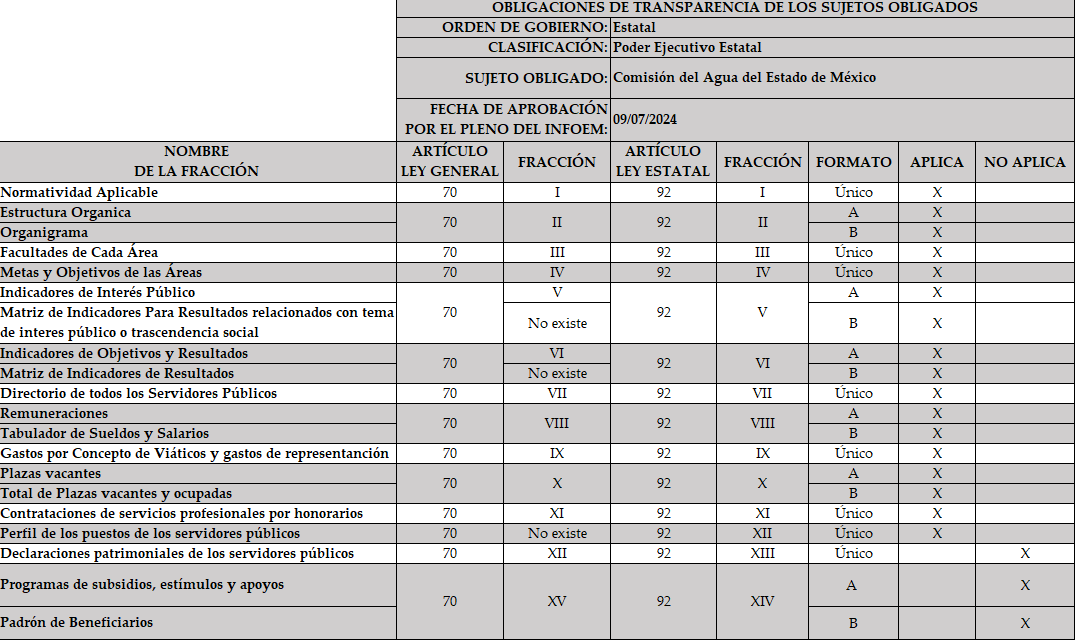 OBLIGACIONES DE TRANSPARENCIA DE LOS SUJETOS OBLIGADOS
ORDEN DE GOBIERNO: Estatal
CLASIFICACIÓN: Poder Ejecutivo Estatal
SUJETO OBLIGADO: Comisión del Agua del Estado de México
FECHA DE APROBACIÓN
POR EL PLENO DEL INFOEM: 09/07/2024
NOMBRE
DE LA FRACCIÓN
ARTÍCULO
LEY GENERAL
FRACCIÓN
ARTÍCULO
LEY ESTATAL
FRACCIÓN
FORMATO
APLICA
NO APLICA
Normatividad Aplicable 70 I 92 I Único X
Estructura Organica 70 II 92 II A X
Organigrama B X
Facultades de Cada Área 70 III 92 III Único X
Metas y Objetivos de las Áreas 70 IV 92 IV Único X
Indicadores de Interés Público 70 V 92 V A X
Matriz de Indicadores Para Resultados relacionados con tema
de interes público o trascendencia social No existe B X
Indicadores de Objetivos y Resultados 70 VI 92 VI A X
Matriz de Indicadores de Resultados No existe B X
Directorio de todos los Servidores Públicos 70 VII 92 VII Único X
Remuneraciones 70 VIII 92 VIII A X
Tabulador de Sueldos y Salarios B X
Gastos por Concepto de Viáticos y gastos de representanción 70 IX 92 IX Único X
Plazas vacantes 70 X 92 X A X
Total de Plazas vacantes y ocupadas B X
Contrataciones de servicios profesionales por honorarios 70 XI 92 XI Único X
Perfil de los puestos de los servidores públicos 70 No existe 92 XII Único X
Declaraciones patrimoniales de los servidores públicos 70 XII 92 XIII Único X
Programas de subsidios, estímulos y apoyos 70 XV 92 XIV A X
Padrón de Beneficiarios B X